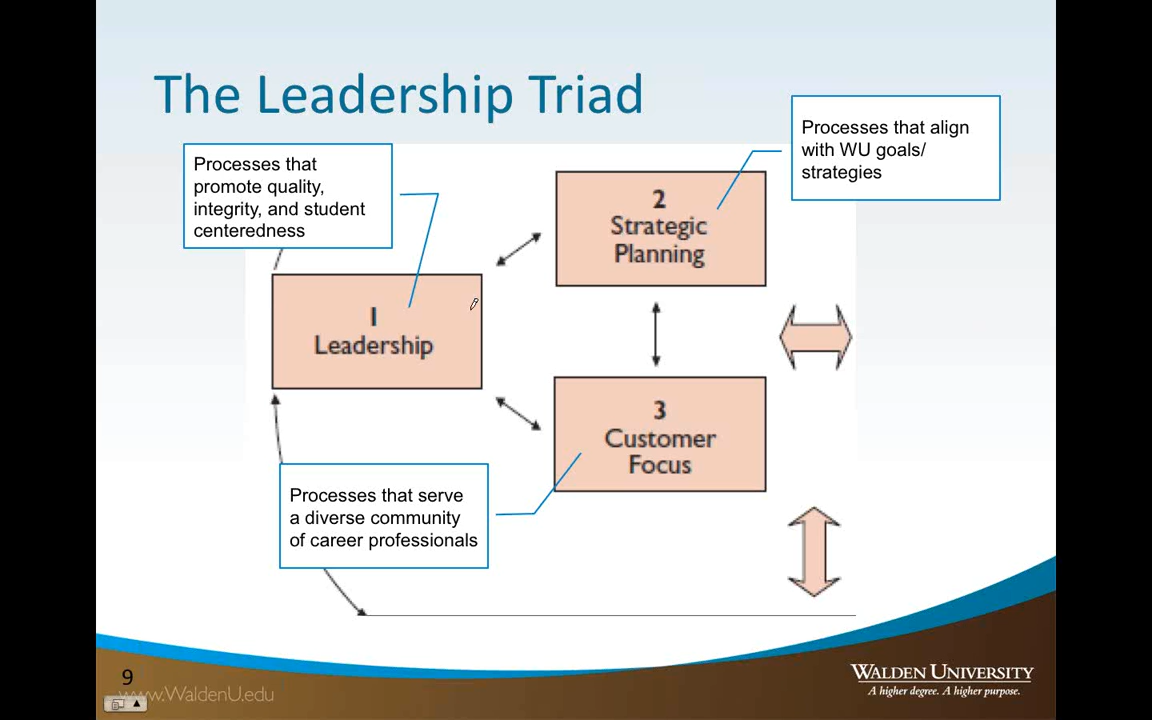 The Leadership Triad
Processes that
promote quality,
integrity, and student
centeredness
Processes that align
with WU goals/
strategies
2
Strategic
Planning
1
Leadership
3
Customer
Focus
Processes that serve
a diverse community
of career professionals
9
www.WaldenU.edu
WALDEN UNIVERSITY
A higher degree. A higher purpose.